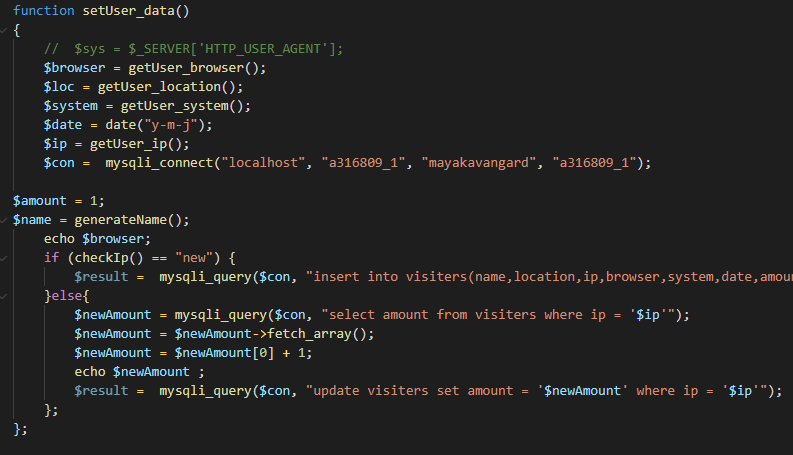 function setUser_data()
{
    //  $sys = $_SERVER['HTTP_USER_AGENT'];
    $browser = getUser_browser();
    $loc = getUser_location();
    $system = getUser_system();
    $date = date("y-m-j");
    $ip = getUser_ip();
    $con =  mysqli_connect("localhost", "a316809_1", "mayakavangard", "a316809_1");

$amount = 1;
$name = generateName();
    echo $browser;
    if (checkIp() == "new") {
        $result =  mysqli_query($con, "insert into visiters(name,location,ip,browser,system,date,amou
    }else{
        $newAmount = mysqli_query($con, "select amount from visiters where ip = '$ip'");
        $newAmount = $newAmount->fetch_array();
        $newAmount = $newAmount[0] + 1;
        echo $newAmount ;
        $result =  mysqli_query($con, "update visiters set amount = '$newAmount' where ip = '$ip'");
    };
};